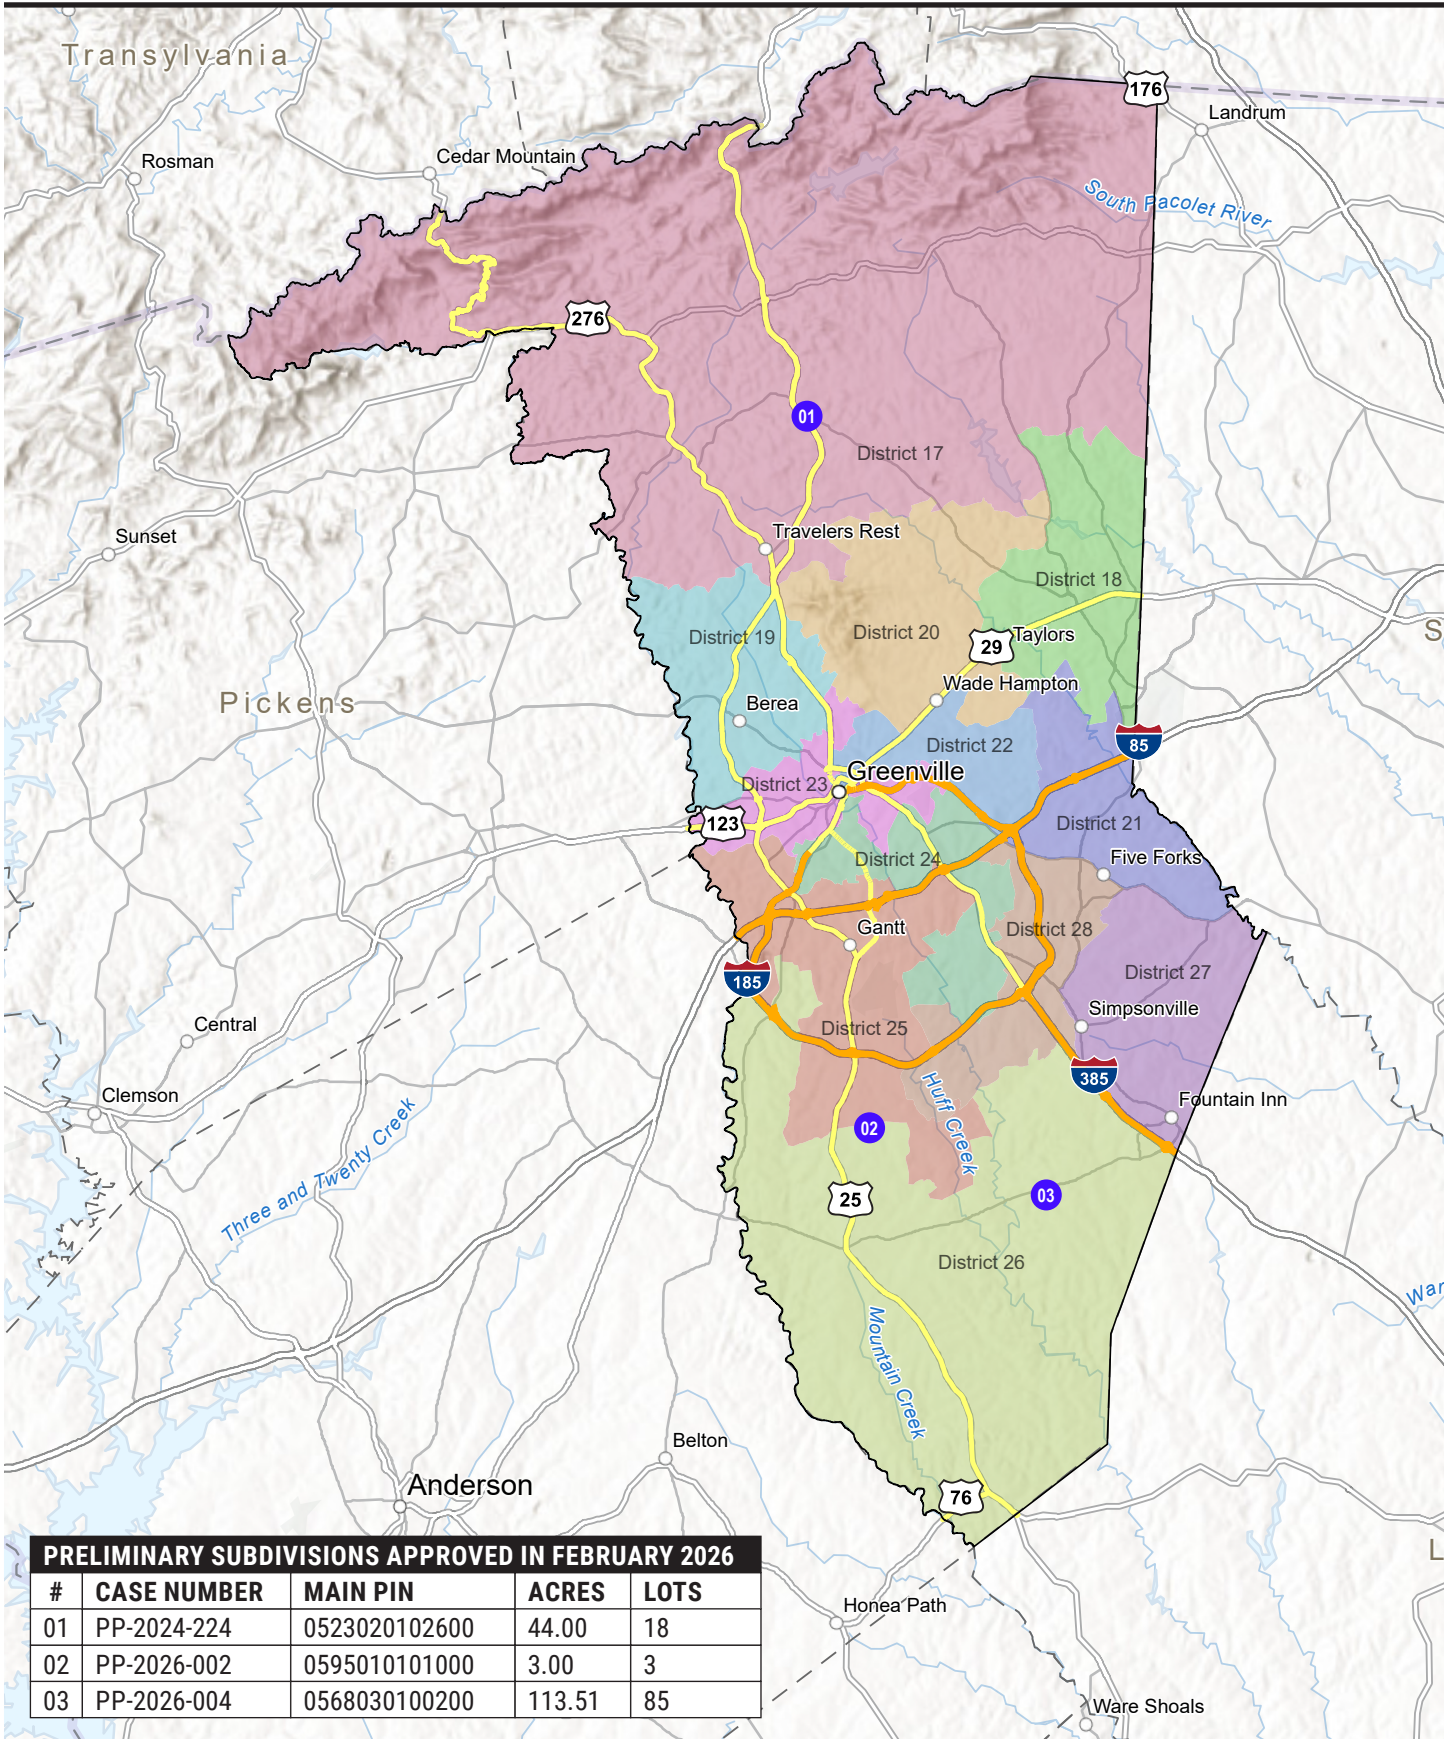 Transylvania
176
Landrum
Rosman
Cedar Mountain
South Pacolet River
276
01
District 17
Sunset
Travelers Rest
District 18
District 19
District 20
29
Taylors
S
Pickens
Wade Hampton
Berea
District 22
85
Greenville
District 23
123
District 21
District 24
Five Forks
Gantt
District 28
185
District 27
Simpsonville
Central
District 25
385
Huff Creek
Clemson
Fountain Inn
02
Three and Twenty Creek
25
03
District 26
War
Mountain Creek
Belton
Anderson
76
L
PRELIMINARY SUBDIVISIONS APPROVED IN FEBRUARY 2026
# CASE NUMBER MAIN PIN ACRES LOTS
01 PP-2024-224 0523020102600 44.00 18
02 PP-2026-002 0595010101000 3.00 3
03 PP-2026-004 0568030100200 113.51 85
Honea Path
Ware Shoals